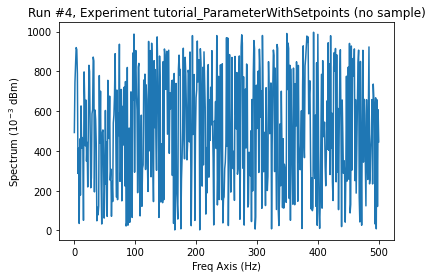 Run #4, Experiment tutorial_ParameterWithSetpoints (no sample)
1000
800
600
400
200
0
Spectrum (10⁻³ dBm)
0 100 200 300 400 500
Freq Axis (Hz)